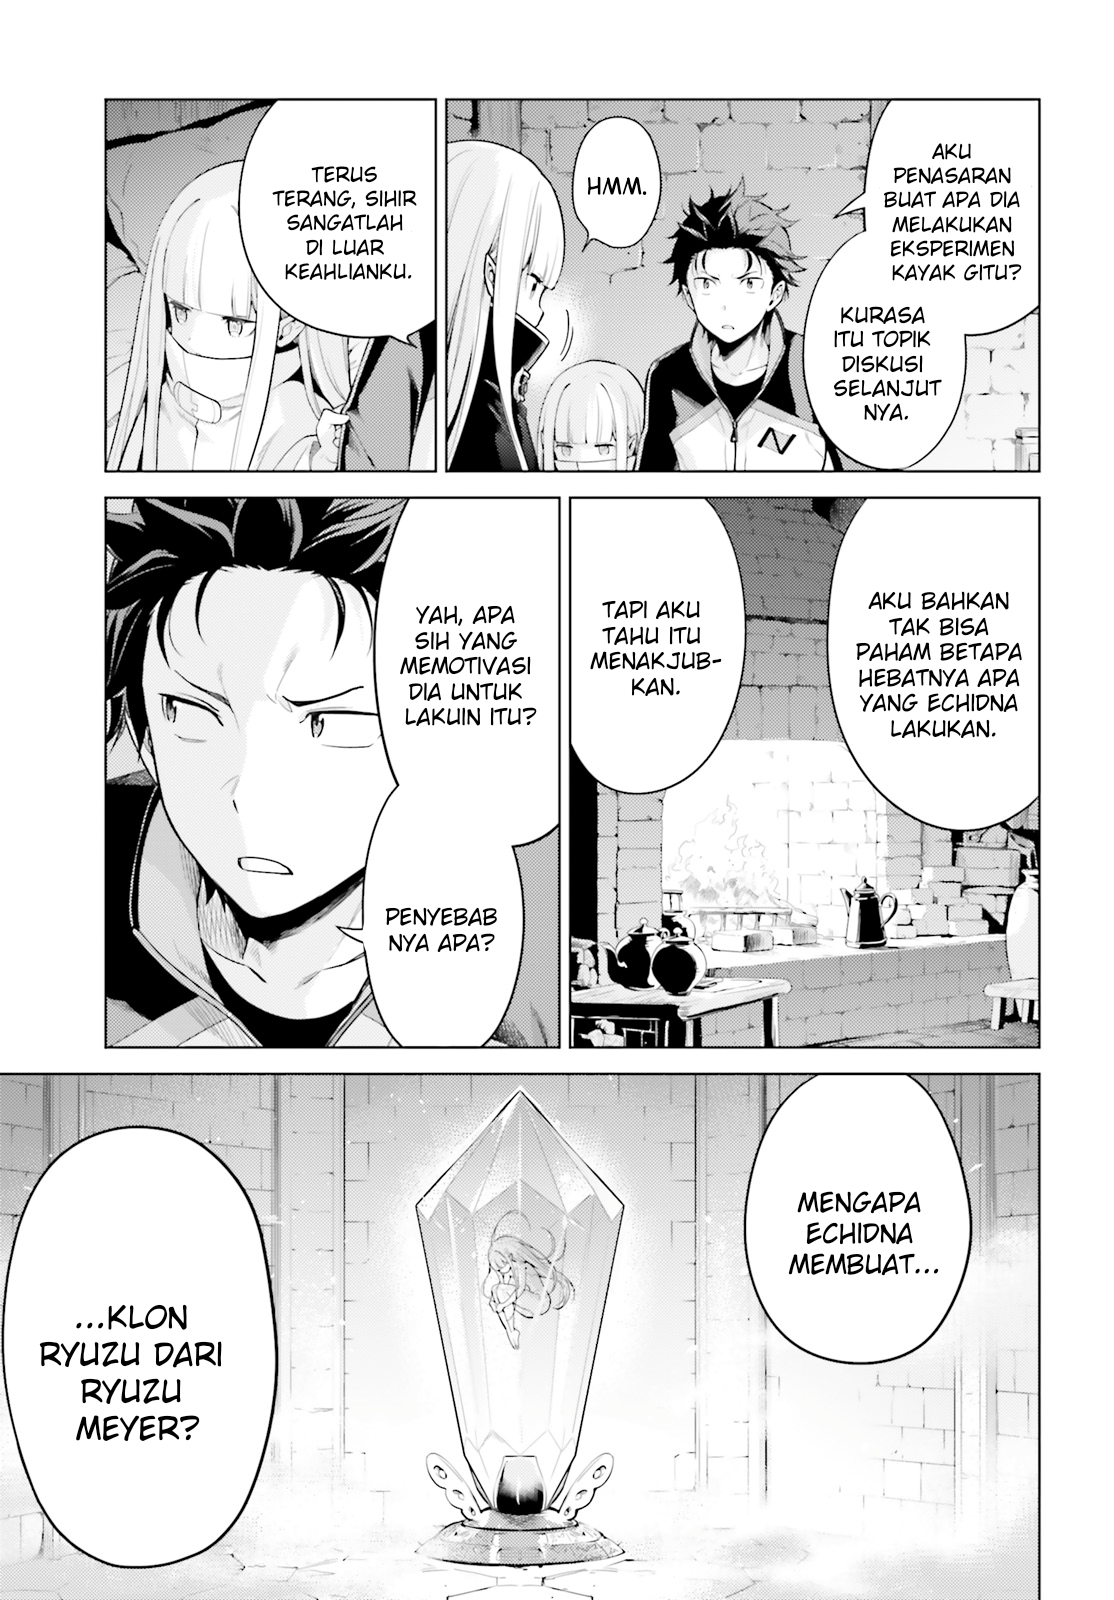 AKU
PENASARAN
BUAT APA DIA
MELAKUKAN
EKSPERIMEN
KAYAK GITU?
KURASA
ITU TOPIK
DISKUSI
SELANJUT
NYA.
HMM.
N
TERUS
TERANG, SIHIR
SANGATLAH
DI LUAR
KEAHLIANKU.
AKU BAHKAN
TAK BISA
PAHAM BETAPA
HEBATNYA APA
YANG ECHIDNA
LAKUKAN.
TAPI AKU
TAHU ITU
MENAKJUB-
KAN.
YAH, APA
SIH YANG
MEMOTIVASI
DIA UNTUK
LAKUIN ITU?
PENYEBAB
NYA APA?
MENGAPA
ECHIDNA
MEMBUAT...
...KLON
RYUZU DARI
RYUZU
MEYER?